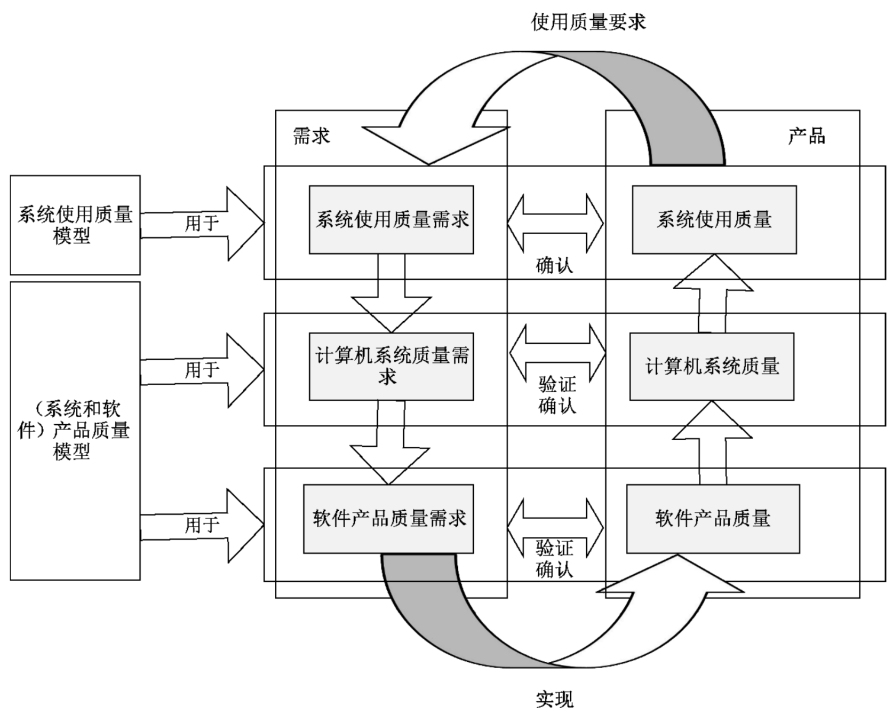 使用质量要求
需求
产品
系统使用质量
模型
用于
系统使用质量需求
确认
系统使用质量
(系统和软
件)产品质量
模型
用于
计算机系统质量需
求
验证
确认
计算机系统质量
用于
软件产品质量需求
验证
确认
软件产品质量
实现